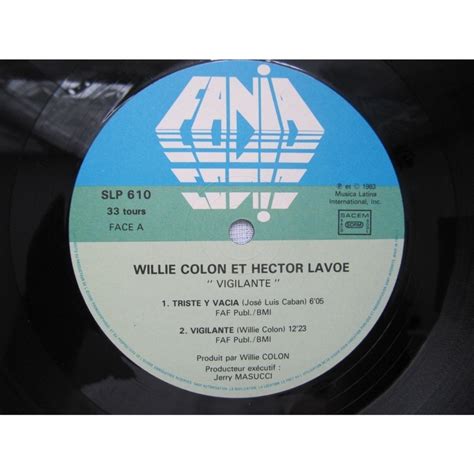 FANIA
SLP 610
33 tours
FACE A
℗ et © 1983
Musica Latina
International, Inc.
SACEM
SDRM
WILLIE COLON ET HECTOR LAVOE
" VIGILANTE "
1. TRISTE Y VACIA (José Luis Caban) 6'05
FAF Publ./BMI
2. VIGILANTE (Willie Colon) 12'23
FAF Publ./BMI
Produit par Willie COLON
Producteur exécutif :
Jerry MASUCCI